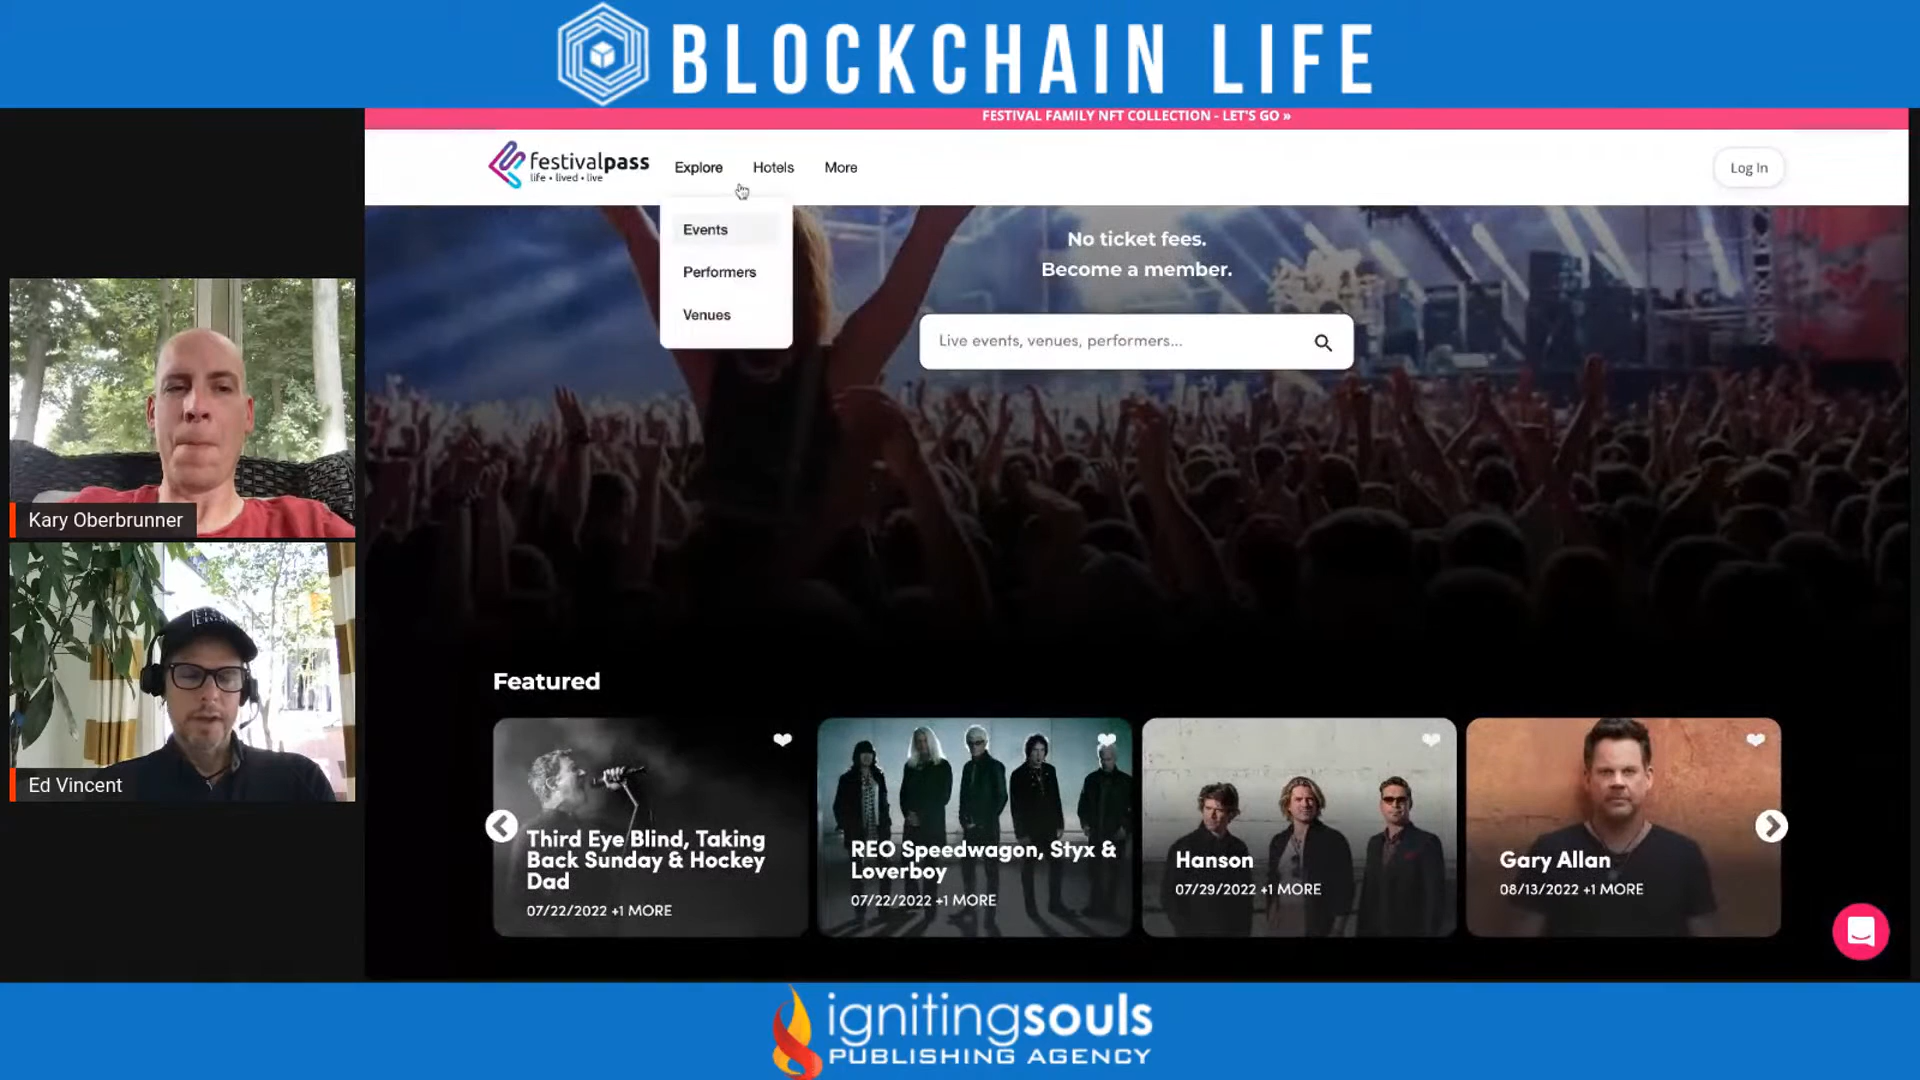 BLOCKCHAIN LIFE
FESTIVAL FAMILY NFT COLLECTION - LET'S GO »
festivalpass
life • lived • live
Explore
Hotels
More
Log In
Events
Performers
Venues
No ticket fees.
Become a member.
Live events, venues, performers...
Kary Oberbrunner
Ed Vincent
Featured
Third Eye Blind, Taking
Back Sunday & Hockey
Dad
07/22/2022 +1 MORE
REO Speedwagon, Styx &
Loverboy
07/22/2022 +1 MORE
Hanson
07/29/2022 +1 MORE
Gary Allan
08/13/2022 +1 MORE
ignitingsouls
PUBLISHING AGENCY